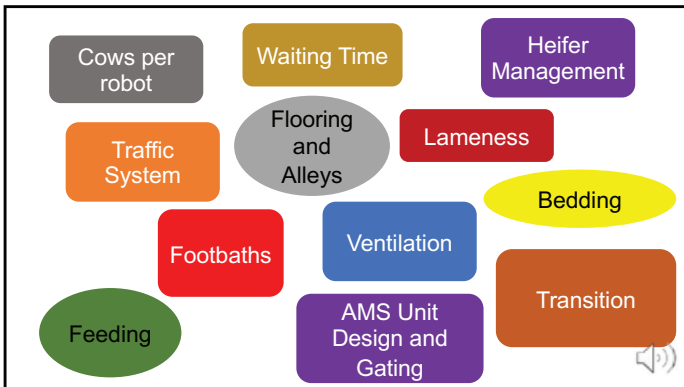 Cows per
robot
Waiting Time
Heifer
Management
Traffic
System
Flooring
and
Alleys
Lameness
Bedding
Footbaths
Ventilation
Transition
Feeding
AMS Unit
Design and
Gating